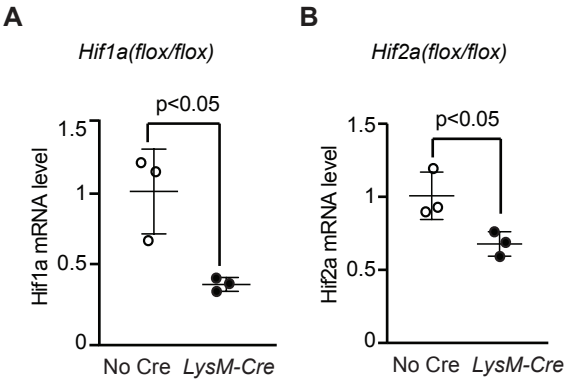 A
Hif1a(flox/flox)
p<0.05
Hif1a mRNA level
1.5
1
0.5
0
No Cre LysM-Cre
B
Hif2a(flox/flox)
p<0.05
Hif2a mRNA level
1.5
1
0.5
0
No Cre LysM-Cre